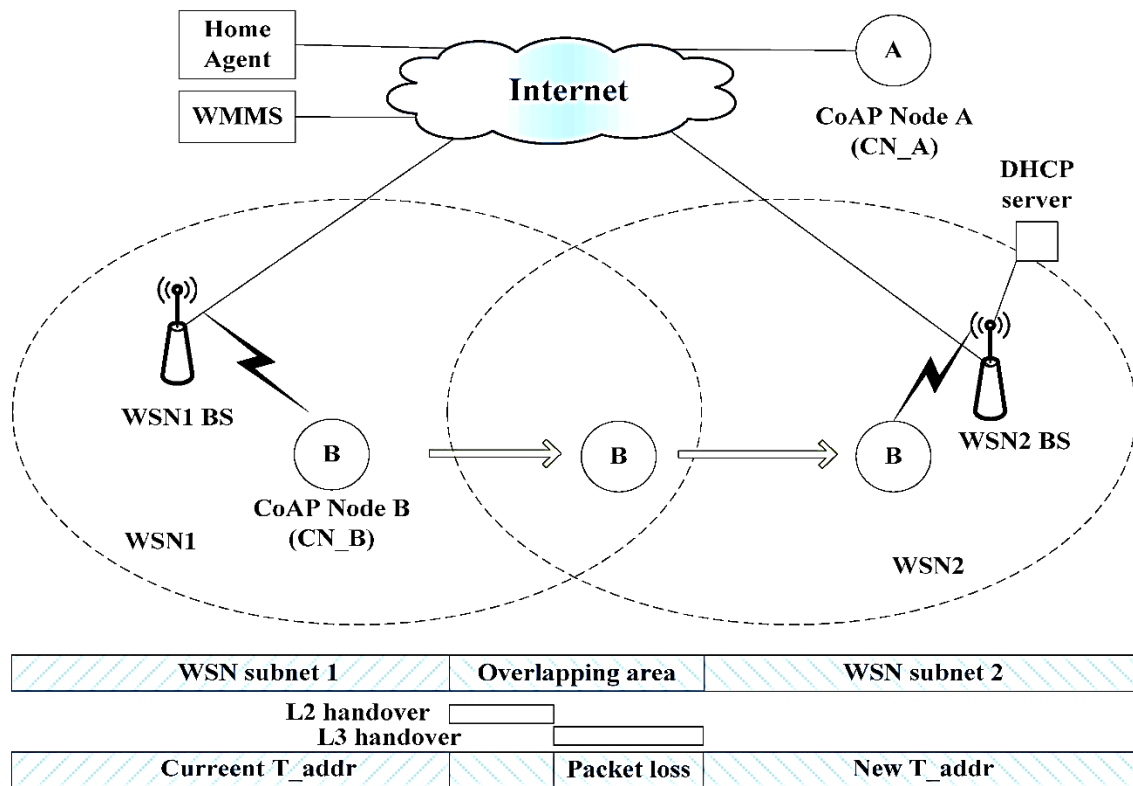 Home
Agent
WMMS
Internet
A
CoAP Node A
(CN_A)
DHCP
server
WSN1 BS
WSN2 BS
B
B
B
CoAP Node B
(CN_B)
WSN1
WSN2
WSN subnet 1
Overlapping area
WSN subnet 2
L2 handover
L3 handover
Curreent T_addr
Packet loss
New T_addr